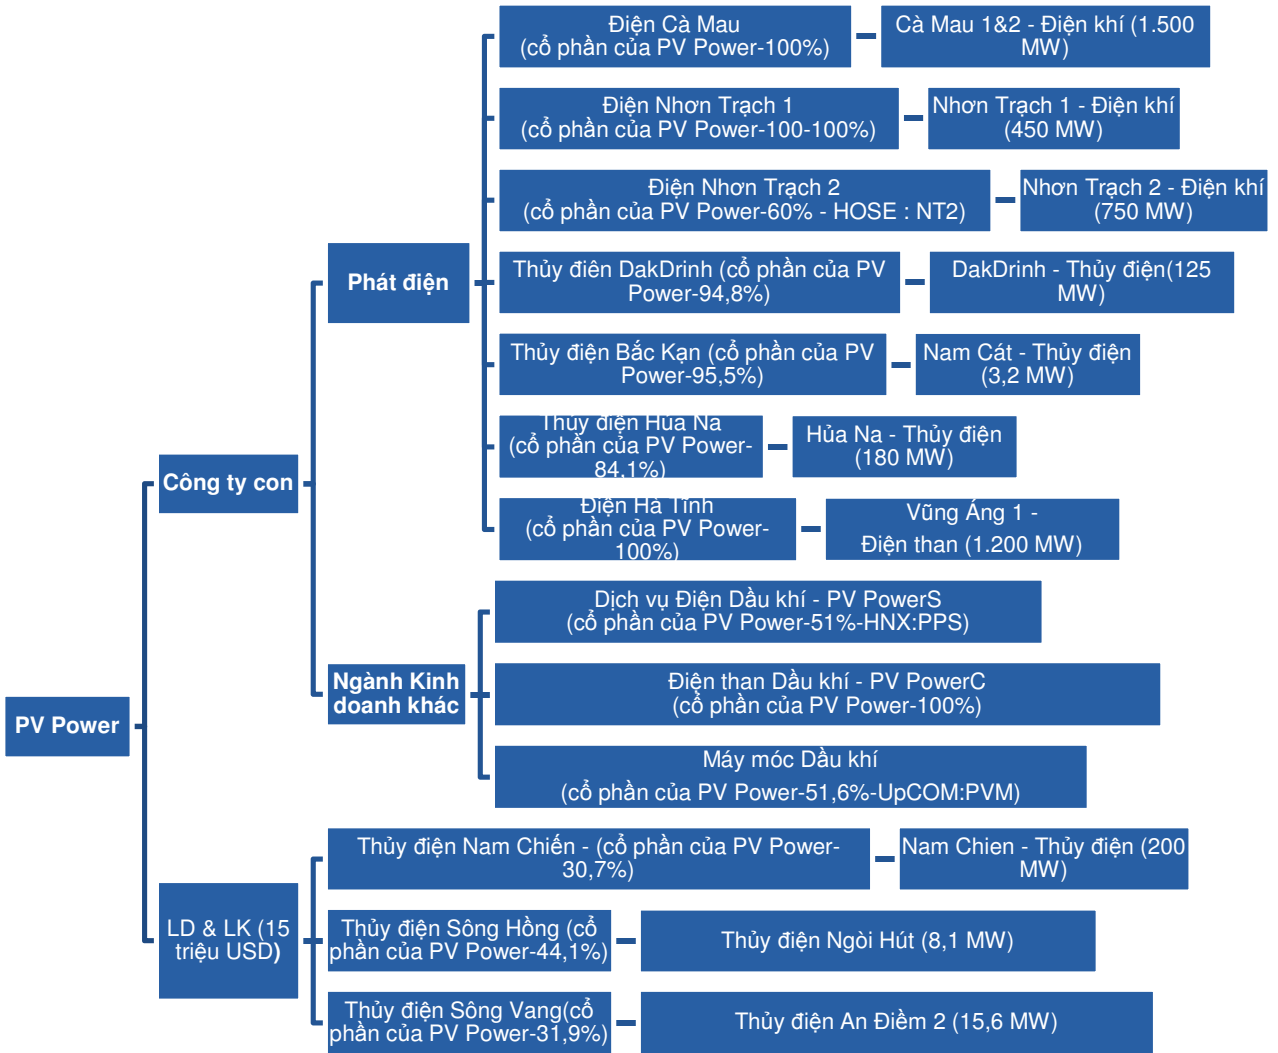 PV Power
Công ty con
Phát điện
Điện Cà Mau
(cổ phần của PV Power-100%)
Cà Mau 1&2 - Điện khí (1.500
MW)
Điện Nhơn Trạch 1
(cổ phần của PV Power-100-100%)
Nhơn Trạch 1 - Điện khí
(450 MW)
Điện Nhơn Trạch 2
(cổ phần của PV Power-60% - HOSE : NT2)
Nhơn Trạch 2 - Điện khí
(750 MW)
Thủy điên DakDrinh (cổ phần của PV
Power-94,8%)
DakDrinh - Thủy điện(125
MW)
Thủy điện Bắc Kạn (cổ phần của PV
Power-95,5%)
Nam Cát - Thủy điện
(3,2 MW)
Thủy điện Hủa Na
(cổ phần của PV Power-
84,1%)
Hủa Na - Thủy điện
(180 MW)
Điện Hà Tĩnh
(cổ phần của PV Power-
100%)
Vũng Áng 1 -
Điện than (1.200 MW)
Ngành Kinh
doanh khác
Dịch vụ Điện Dầu khí - PV PowerS
(cổ phần của PV Power-51%-HNX:PPS)
Điện than Dầu khí - PV PowerC
(cổ phần của PV Power-100%)
Máy móc Dầu khí
(cổ phần của PV Power-51,6%-UpCOM:PVM)
LD & LK (15
triệu USD)
Thủy điện Nam Chiến - (cổ phần của PV Power-
30,7%)
Nam Chien - Thủy điện (200
MW)
Thủy điện Sông Hồng (cổ
phần của PV Power-44,1%)
Thủy điện Ngòi Hút (8,1 MW)
Thủy điện Sông Vang(cổ
phần của PV Power-31,9%)
Thủy điện An Điềm 2 (15,6 MW)